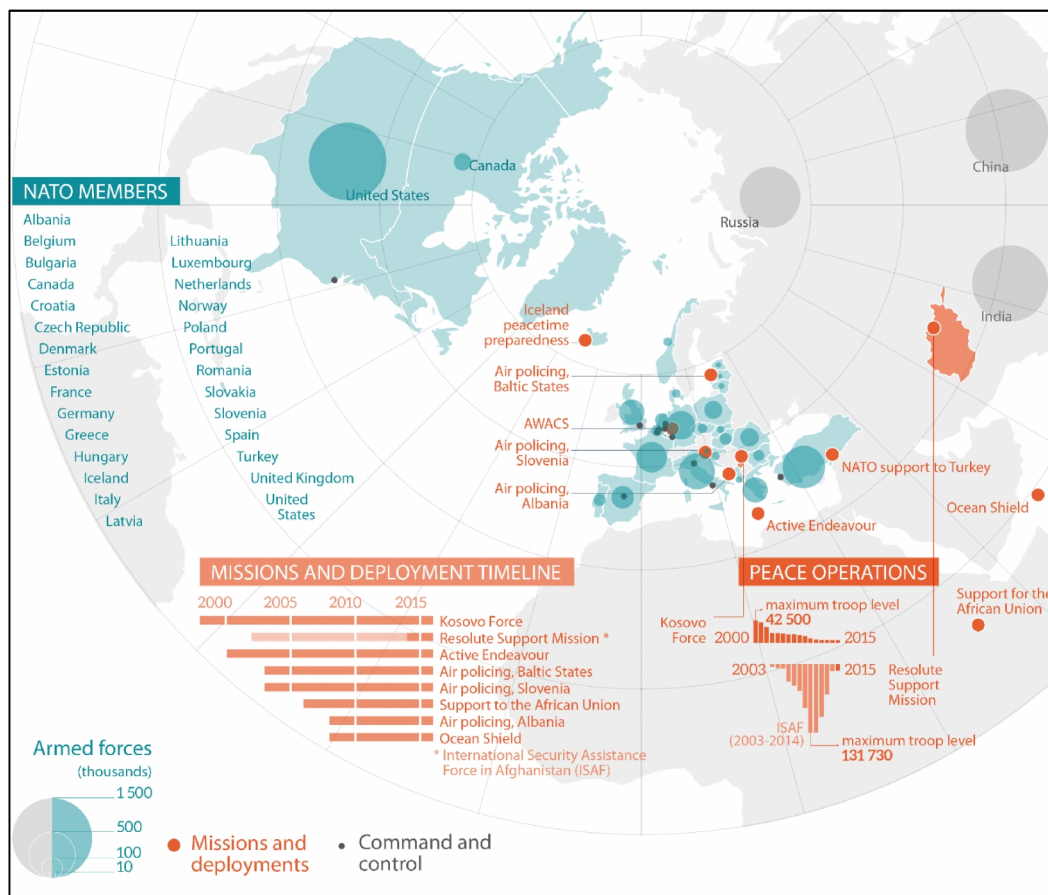 NATO MEMBERS
Albania
Belgium
Bulgaria
Canada
Croatia
Czech Republic
Denmark
Estonia
France
Germany
Greece
Hungary
Iceland
Italy
Latvia
Lithuania
Luxembourg
Netherlands
Norway
Poland
Portugal
Romania
Slovakia
Slovenia
Spain
Turkey
United Kingdom
United
States
United States
Canada
Russia
China
India
Iceland
peacetime
preparedness
Air policing,
Baltic States
AWACS
Air policing,
Slovenia
Air policing,
Albania
NATO support to Turkey
Active Endeavour
Ocean Shield
Support for the
African Union
MISSIONS AND DEPLOYMENT TIMELINE
2000 2005 2010 2015
Kosovo Force
Resolute Support Mission *
Active Endeavour
Air policing, Baltic States
Air policing, Slovenia
Support to the African Union
Air policing, Albania
Ocean Shield
* International Security Assistance
Force in Afghanistan (ISAF)
PEACE OPERATIONS
maximum troop level
42 500
Kosovo
Force
2000 2015
2003 2015
Resolute
Support
Mission
ISAF
(2003-2014)
maximum troop level
131 730
Armed forces
(thousands)
1 500
500
100
10
Missions and
deployments
Command and
control